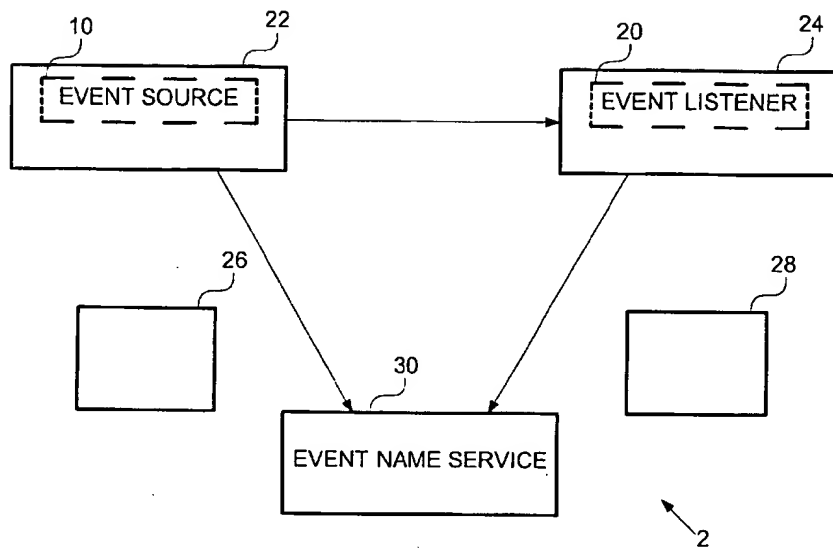 10
22
20
24
EVENT SOURCE
EVENT LISTENER
26
28
30
EVENT NAME SERVICE
2